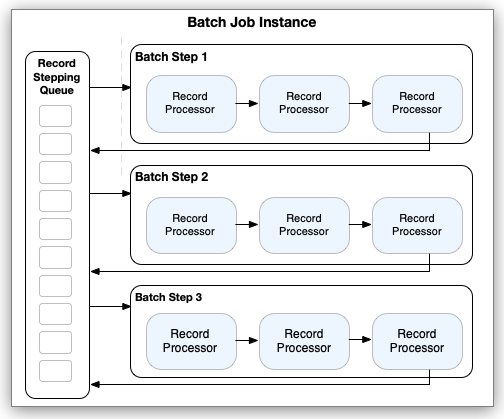 Batch Job Instance
Record
Stepping
Queue
Batch Step 1
Record
Processor
Record
Processor
Record
Processor
Batch Step 2
Record
Processor
Record
Processor
Record
Processor
Batch Step 3
Record
Processor
Record
Processor
Record
Processor